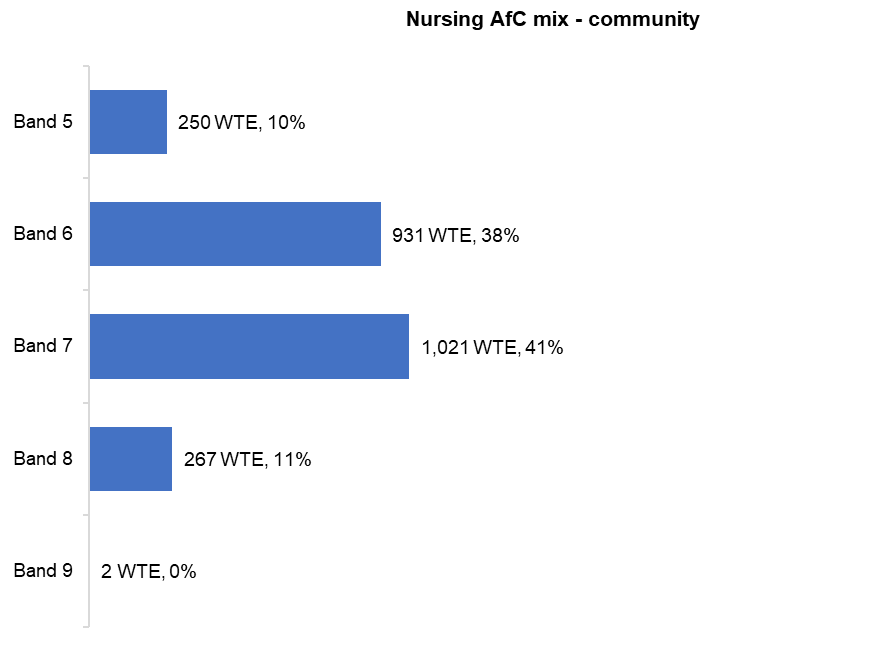 Nursing AfC mix - community
Band 5 250 WTE, 10%
Band 6 931 WTE, 38%
Band 7 1,021 WTE, 41%
Band 8 267 WTE, 11%
Band 9 2 WTE, 0%